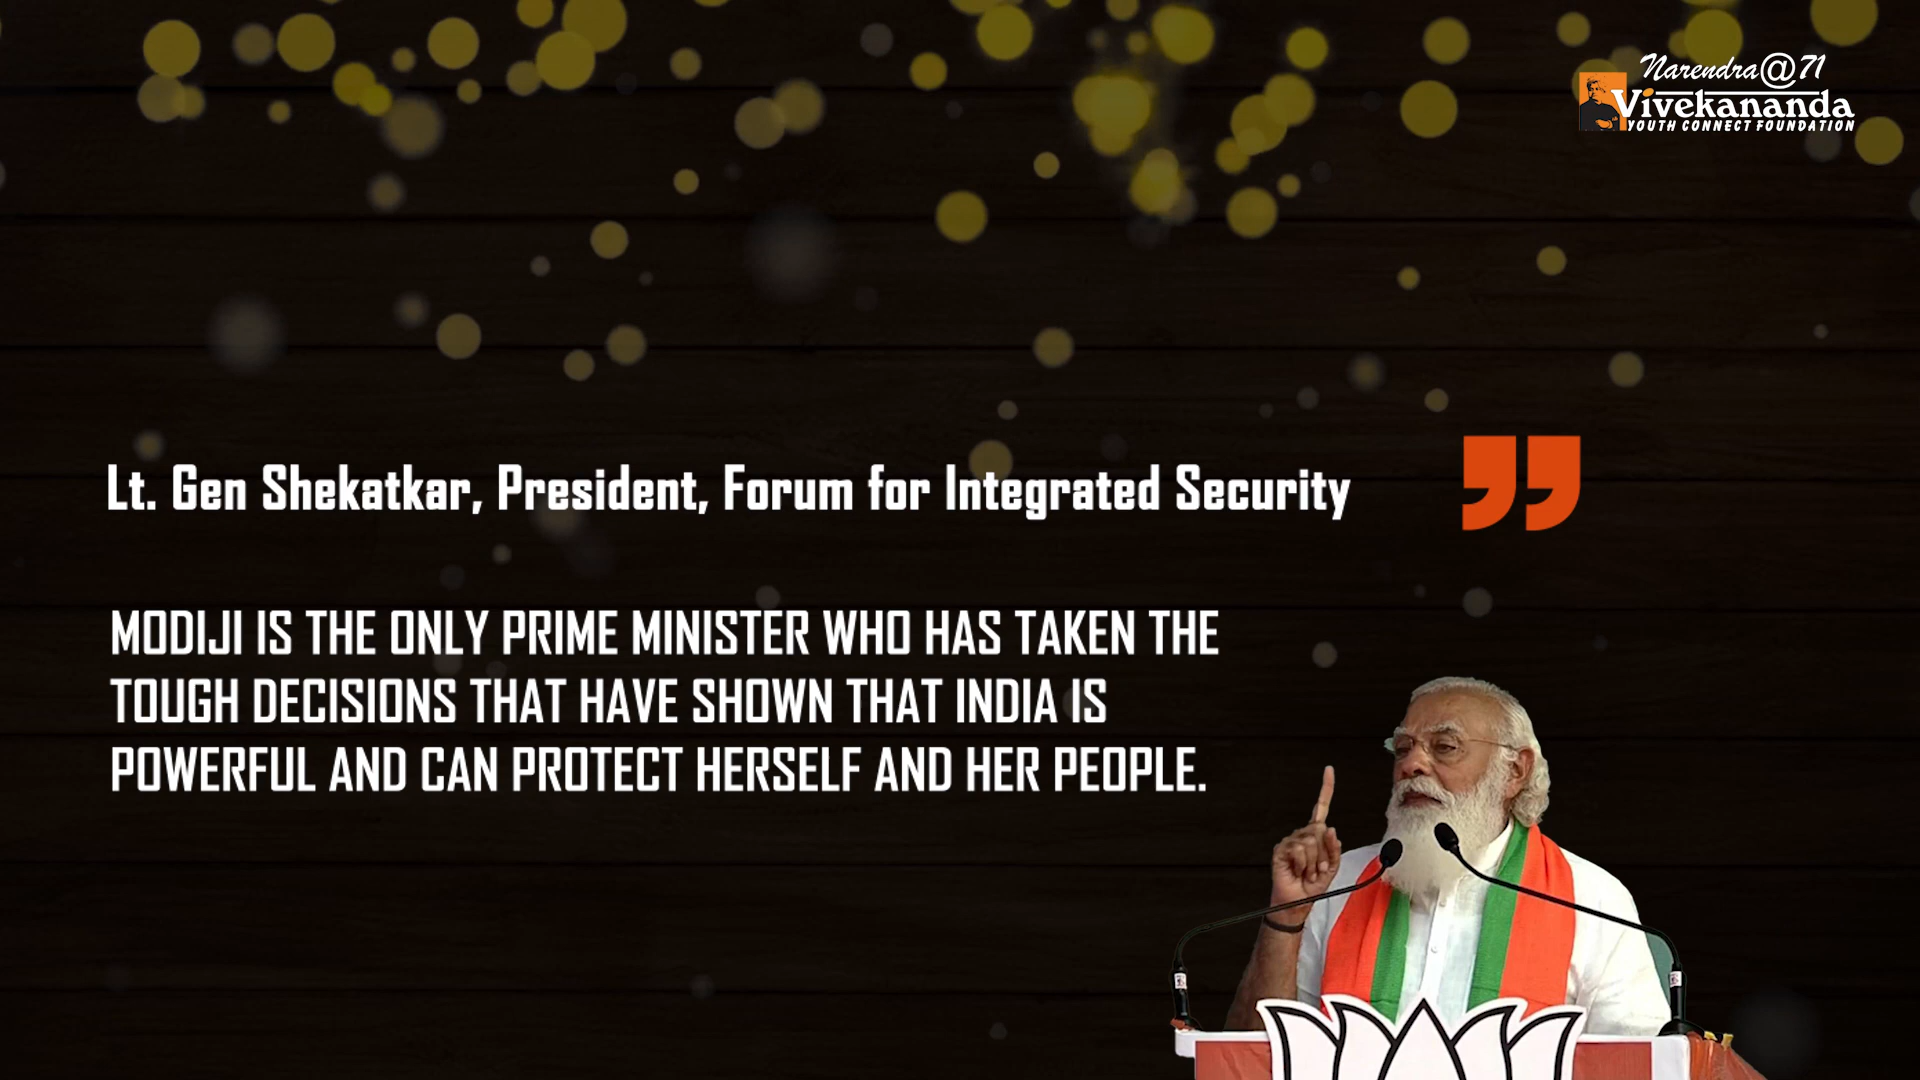 Narendra@71
Vivekananda
YOUTH CONNECT FOUNDATION
Lt. Gen Shekatkar, President, Forum for Integrated Security
”
MODIJI IS THE ONLY PRIME MINISTER WHO HAS TAKEN THE
TOUGH DECISIONS THAT HAVE SHOWN THAT INDIA IS
POWERFUL AND CAN PROTECT HERSELF AND HER PEOPLE.